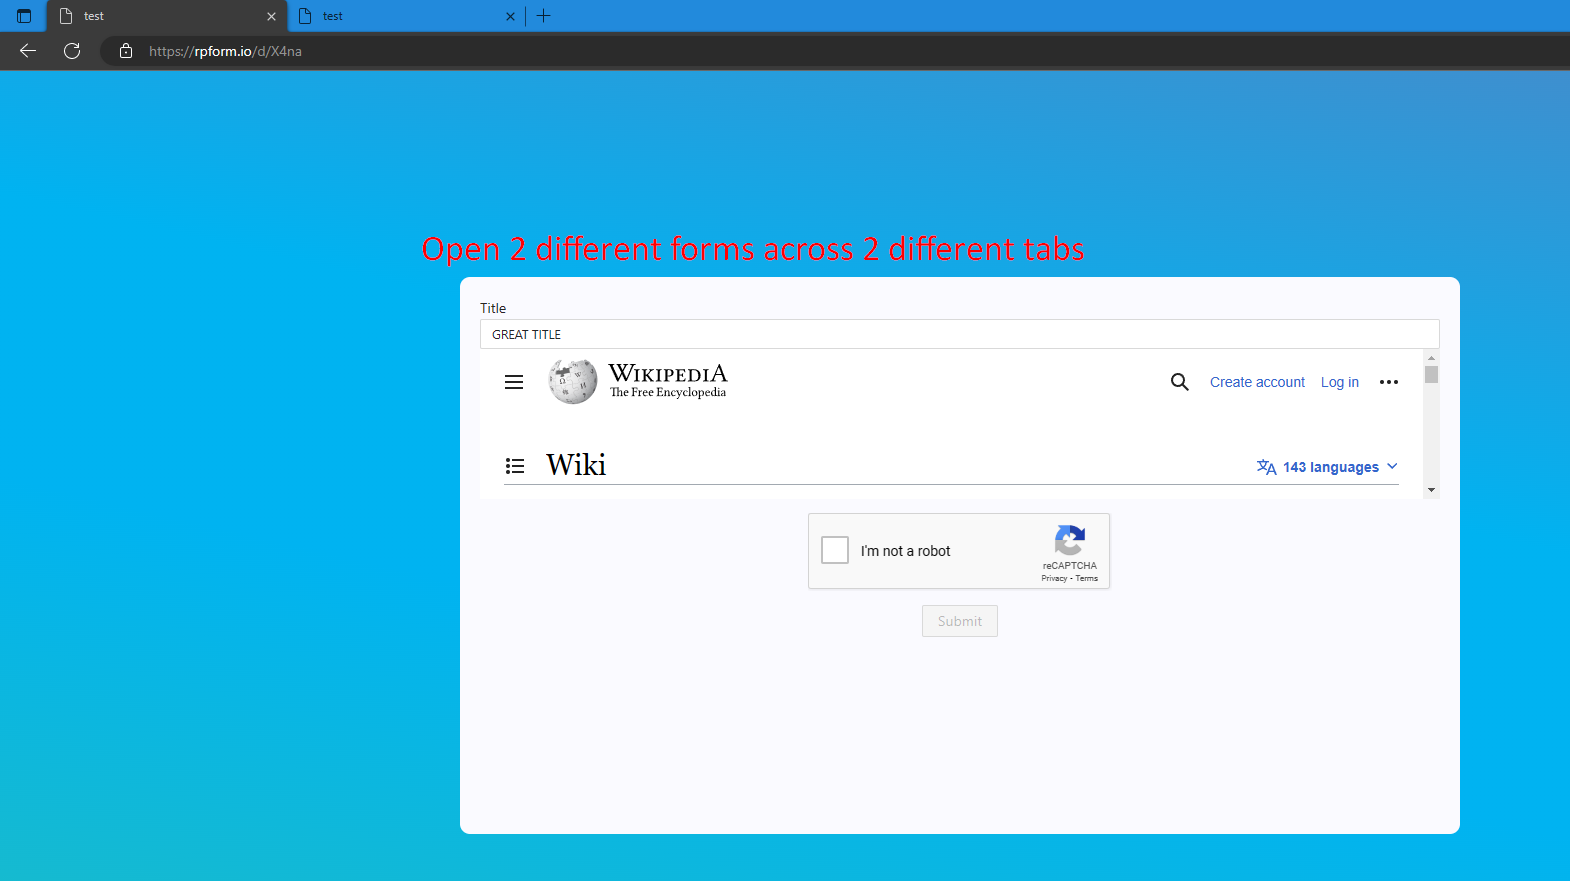 test
test
https://rpform.io/d/X4na
Open 2 different forms across 2 different tabs
Title
GREAT TITLE
WIKIPEDIA
The Free Encyclopedia
Create account
Log in
Wiki
143 languages
I'm not a robot
reCAPTCHA
Privacy - Terms
Submit